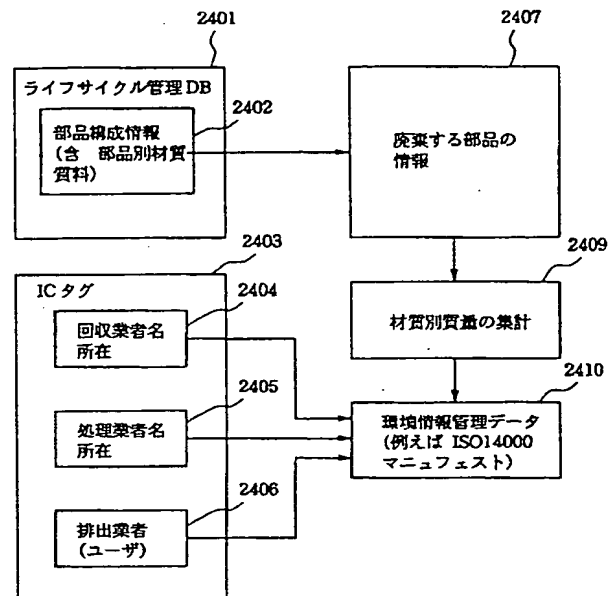 2401
ライフサイクル管理DB
2402
部品構成情報
(含 部品別材質
質料)
2407
廃棄する部品の
情報
2403
ICタグ
2404
回収業者名
所在
2405
処理業者名
所在
2406
排出業者
(ユーザ)
2409
材質別質量の集計
2410
環境情報管理データ
(例えば ISO14000
マニュフェスト)